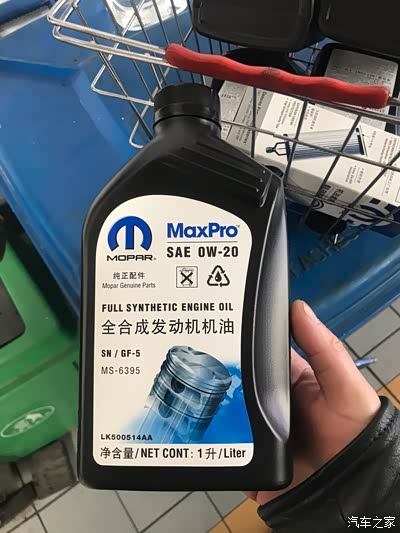 MOPAR®
MaxPro
SAE 0W-20
纯正配件
Mopar Genuine Parts
FULL SYNTHETIC ENGINE OIL
全合成发动机机油
SN / GF-5
MS-6395
LK500514AA
净含量/NET CONT: 1升/Liter
汽车之家